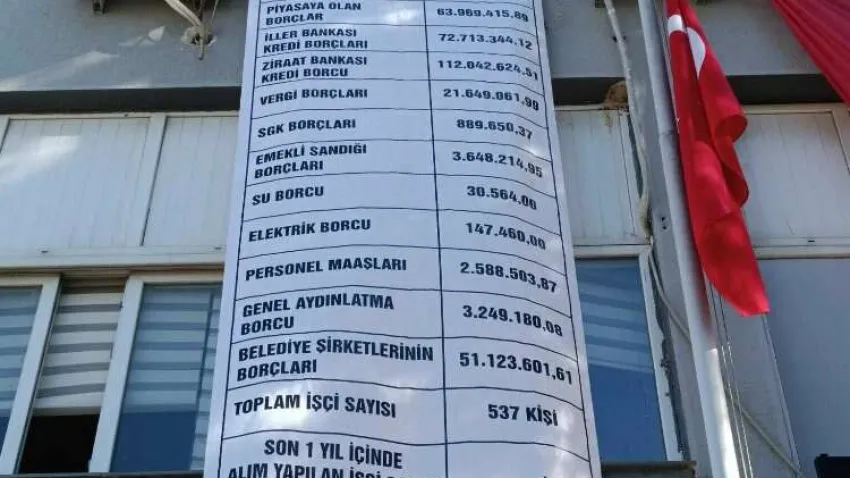 PİYASAYA OLAN
BORÇLAR
63.969.415.89
İLLER BANKASI
KREDİ BORÇLARI
72.713.344.12
ZİRAAT BANKASI
KREDİ BORCU
112.042.624.51
VERGİ BORÇLARI
21.649.061,99
SGK BORÇLARI
889.650,37
EMEKLİ SANDIĞI
BORÇLARI
3.648.214,95
SU BORCU
30.564,00
ELEKTRİK BORCU
147.460,00
PERSONEL MAAŞLARI
2.588.503,87
GENEL AYDINLATMA
BORCU
3.249.180,08
BELEDİYE ŞİRKETLERİNİN
BORÇLARI
51.123.601,61
TOPLAM İŞÇİ SAYISI
537 KİŞİ
SON 1 YIL İÇİNDE
ALIM YAPILAN İŞÇİ